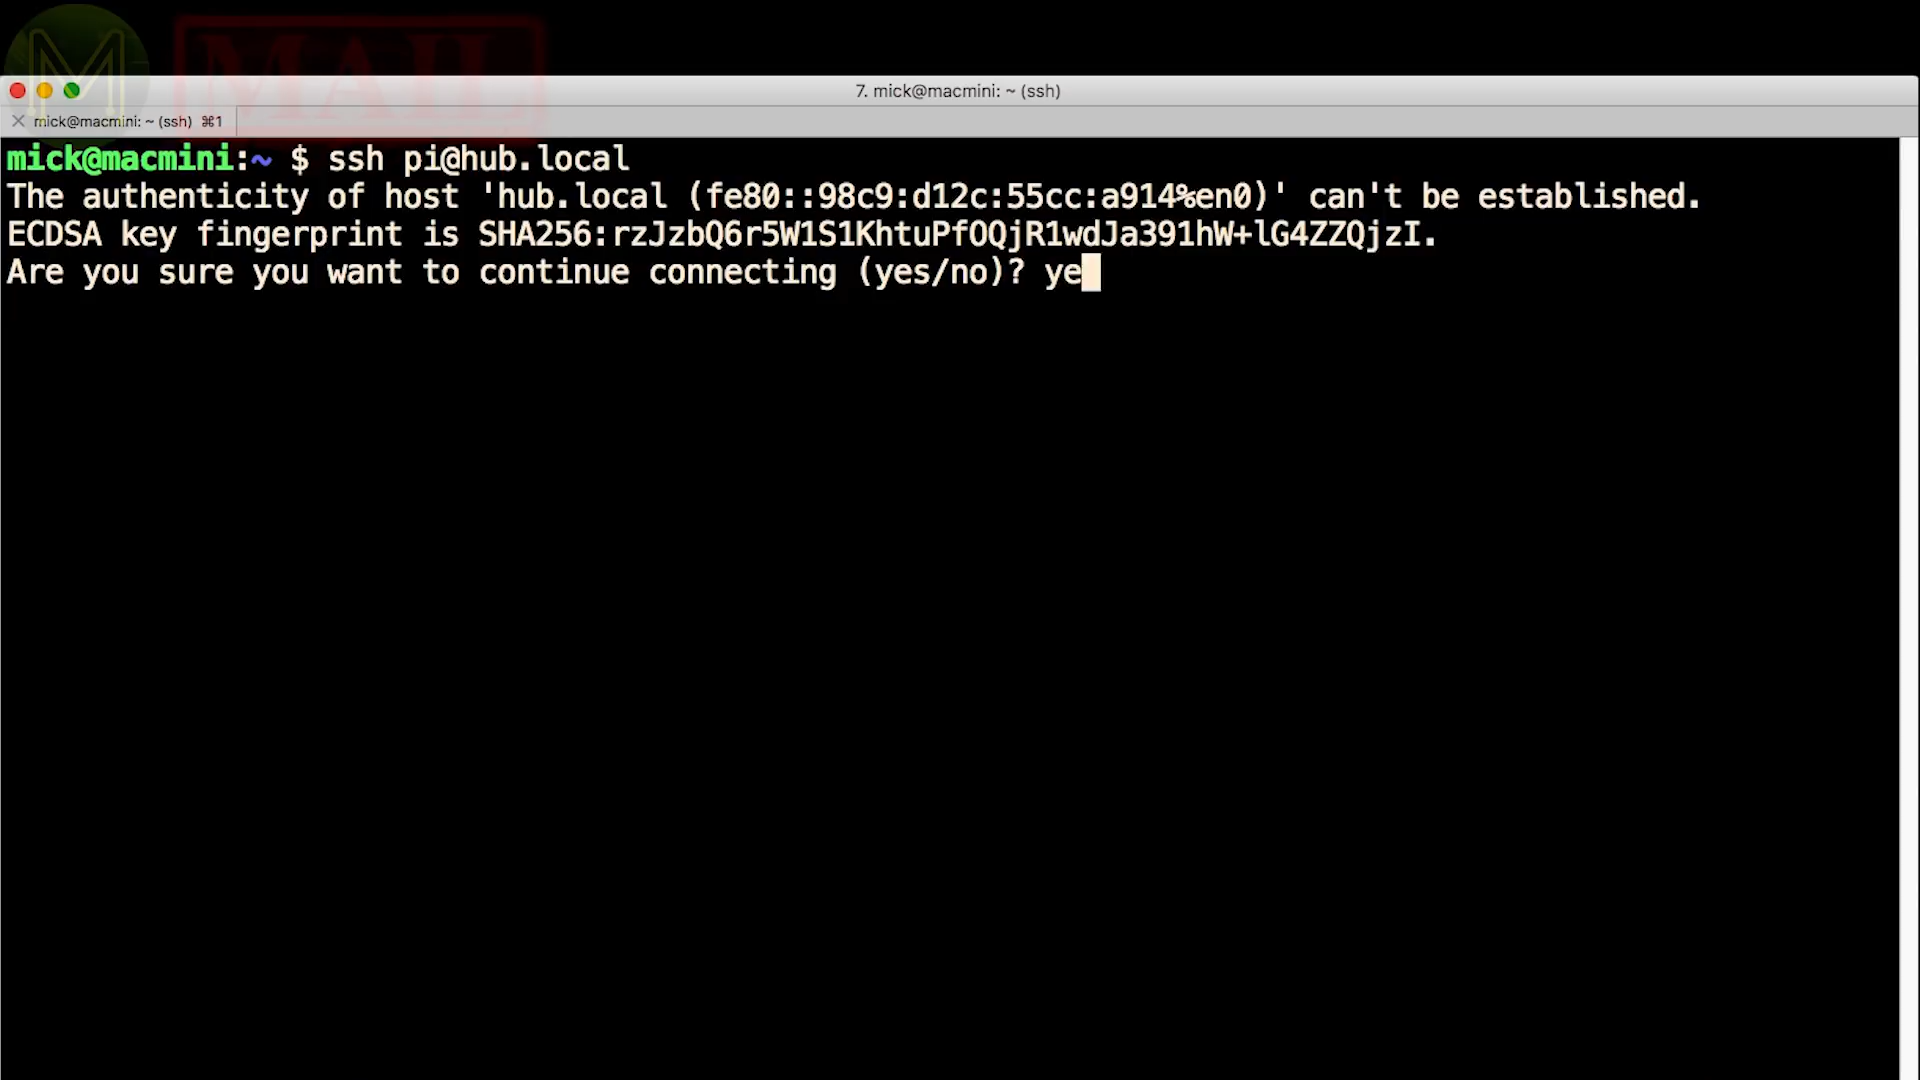 M MAIL
7. mick@macmini: ~ (ssh)
mick@macmini: ~ (ssh) ⌘1
mick@macmini:~ $ ssh pi@hub.local
The authenticity of host 'hub.local (fe80::98c9:d12c:55cc:a914%en0)' can't be established.
ECDSA key fingerprint is SHA256:rzJzbQ6r5W1S1KhtuPfOQjR1wdJa391hW+lG4ZZQjzI.
Are you sure you want to continue connecting (yes/no)? ye